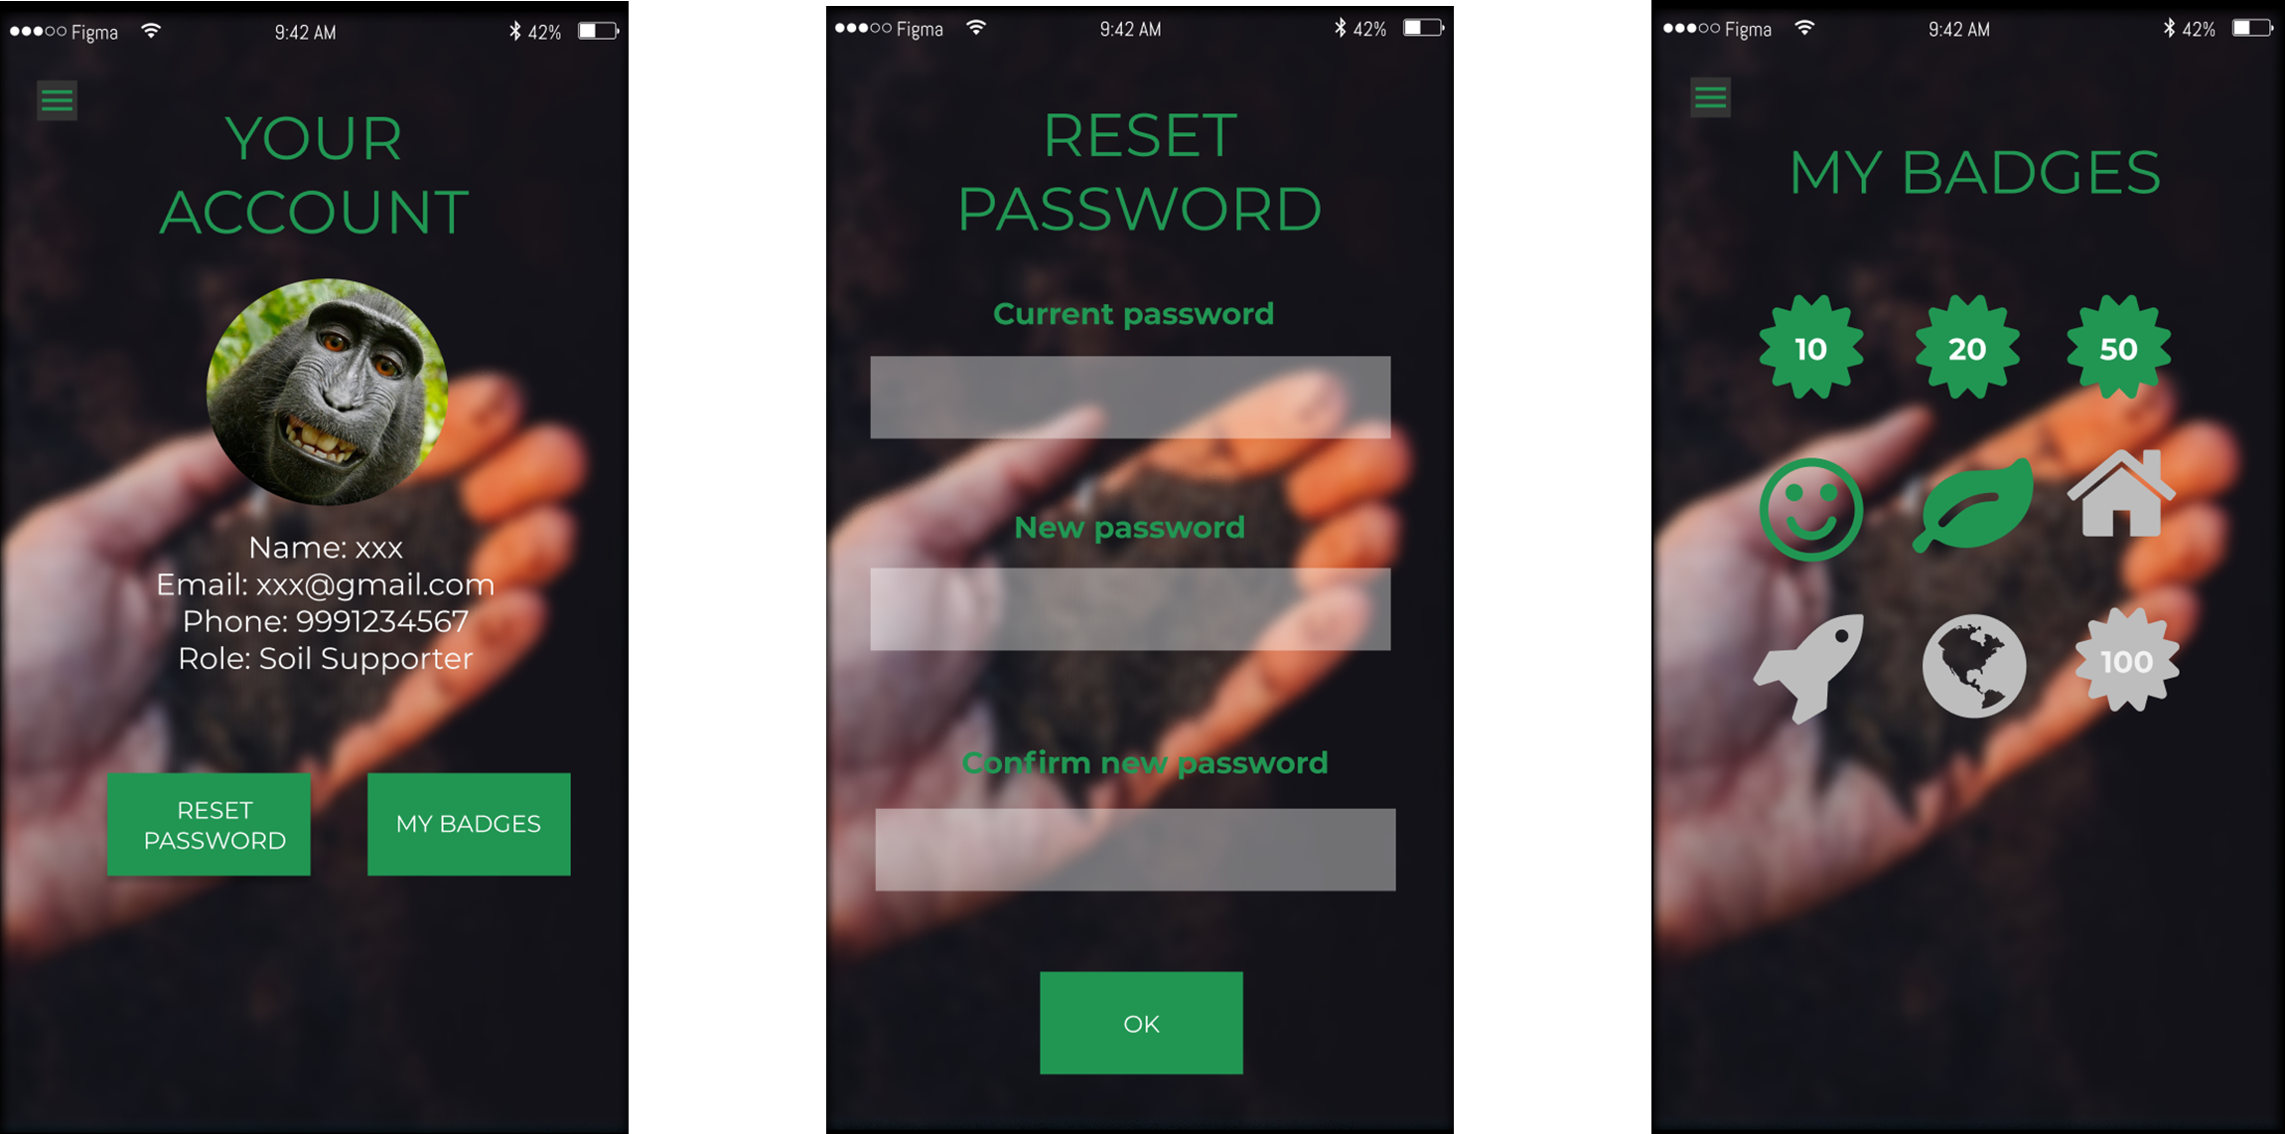 Figma 9:42 AM 42%
YOUR
ACCOUNT
Name: xxx
Email: xxx@gmail.com
Phone: 9991234567
Role: Soil Supporter
RESET
PASSWORD
MY BADGES
Figma 9:42 AM 42%
RESET
PASSWORD
Current password
New password
Confirm new password
OK
Figma 9:42 AM 42%
MY BADGES
10 20 50
100